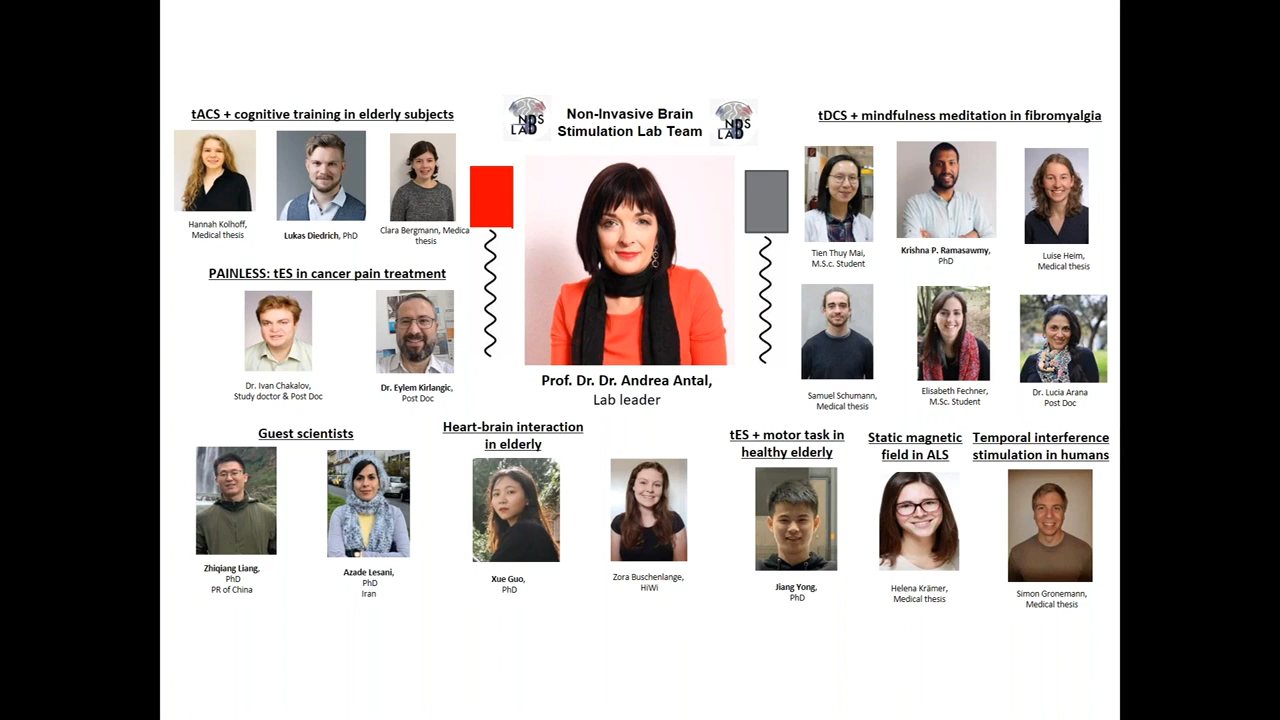 tACS + cognitive training in elderly subjects
Hannah Kolhoff,
Medical thesis
Lukas Diedrich, PhD
Clara Bergmann, Medica
thesis
PAINLESS: tES in cancer pain treatment
Dr. Ivan Chakalov,
Study doctor & Post Doc
Dr. Eylem Kirlangic,
Post Doc
NBS
LAB
Non-Invasive Brain
Stimulation Lab Team
NBS
LAB
Prof. Dr. Dr. Andrea Antal,
Lab leader
tDCS + mindfulness meditation in fibromyalgia
Tien Thuy Mai,
M.S.c. Student
Krishna P. Ramasawmy,
PhD
Luise Heim,
Medical thesis
Samuel Schumann,
Medical thesis
Elisabeth Fechner,
M.Sc. Student
Dr. Lucia Arana
Post Doc
Guest scientists
Zhiqiang Liang,
PhD
PR of China
Azade Lesani,
PhD
Iran
Heart-brain interaction
in elderly
Xue Guo,
PhD
Zora Buschenlange,
HiWi
tES + motor task in
healthy elderly
Jiang Yong,
PhD
Static magnetic
field in ALS
Helena Krämer,
Medical thesis
Temporal interference
stimulation in humans
Simon Gronemann,
Medical thesis